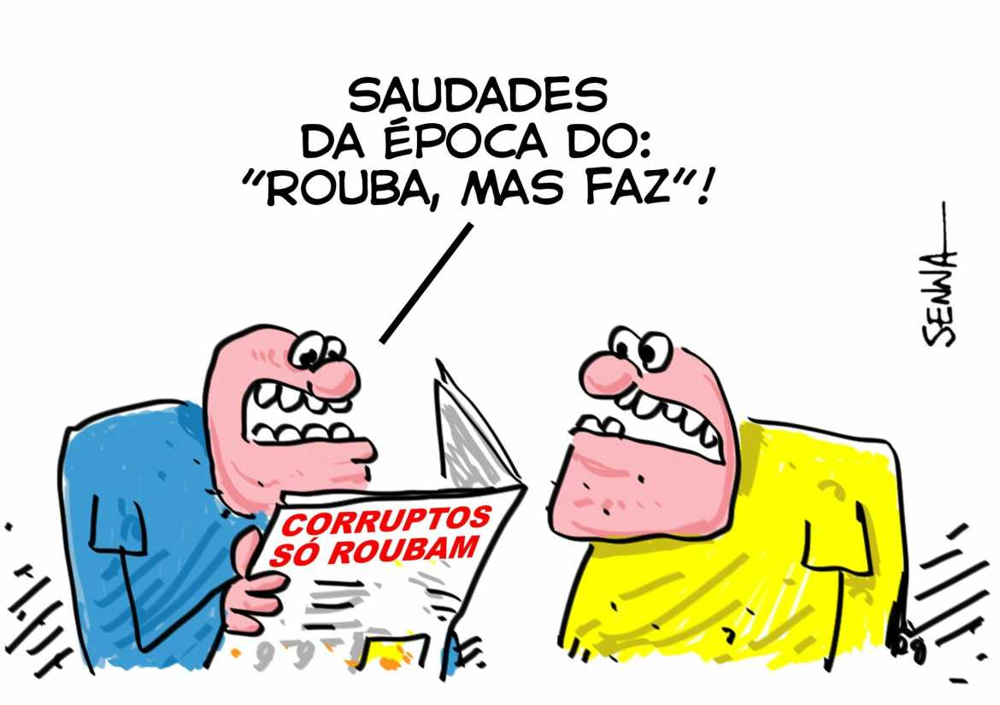 SAUDADES
DA ÉPOCA DO:
"ROUBA, MAS FAZ"!
SENNA
CORRUPTOS
SÓ ROUBAM